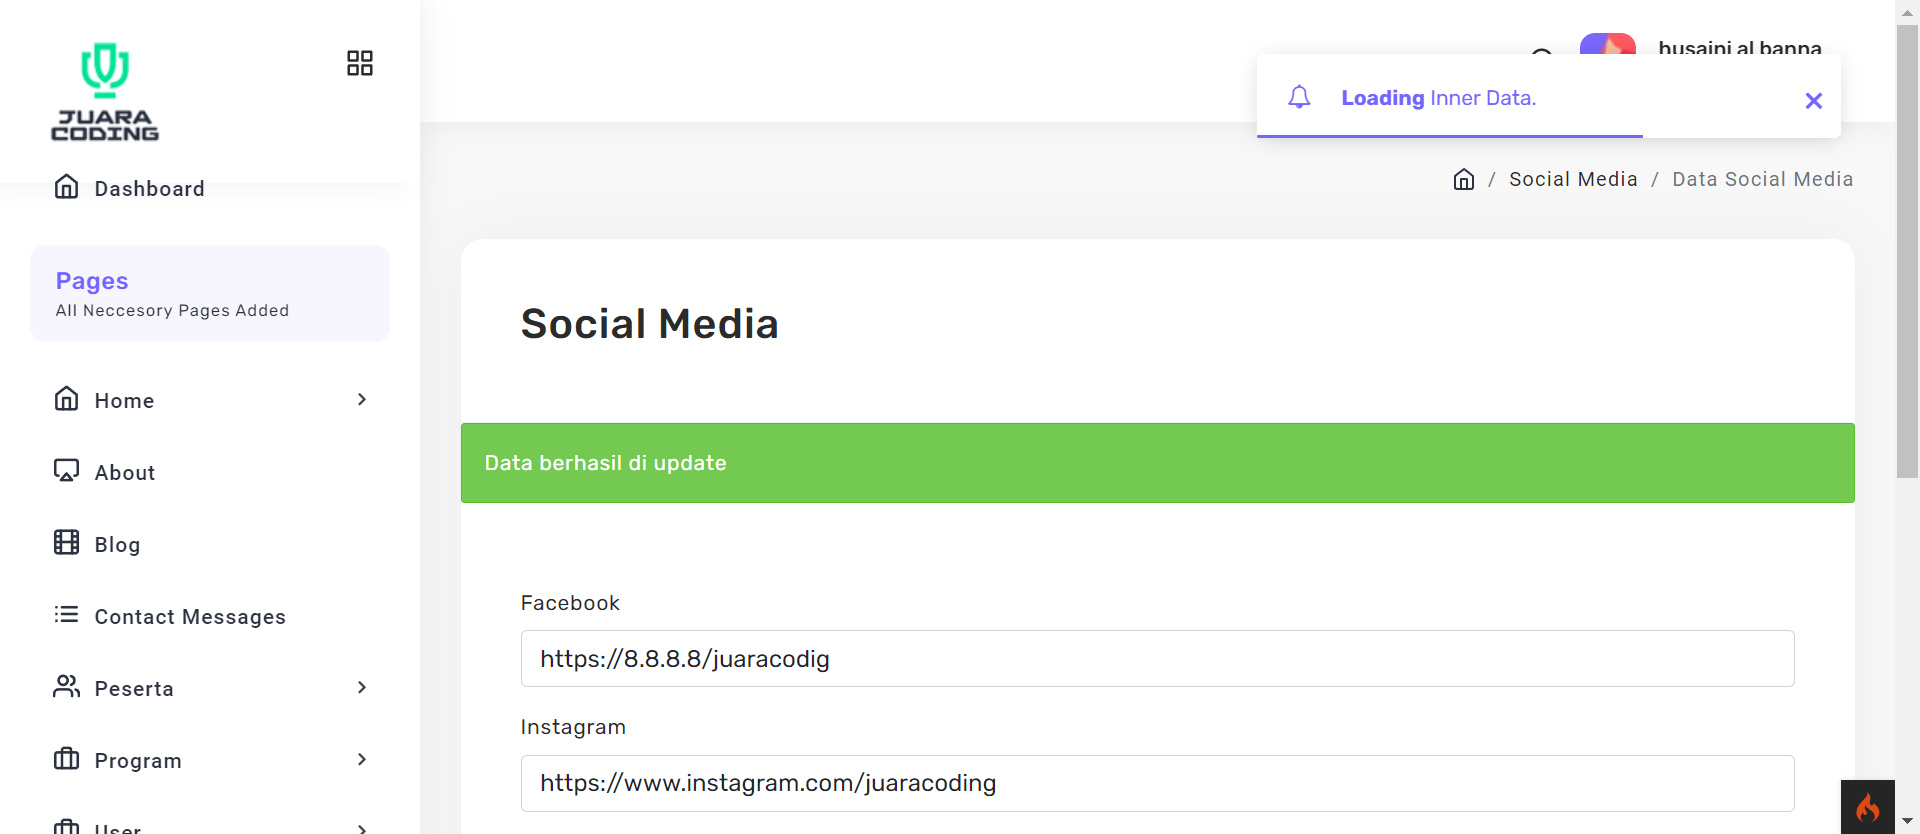 JUARA
CODING
husaini al banna
Loading Inner Data.
/ Social Media / Data Social Media
Dashboard
Pages
All Neccesory Pages Added
Home
About
Blog
Contact Messages
Peserta
Program
User
Social Media
Data berhasil di update
Facebook
https://8.8.8.8/juaracodig
Instagram
https://www.instagram.com/juaracoding